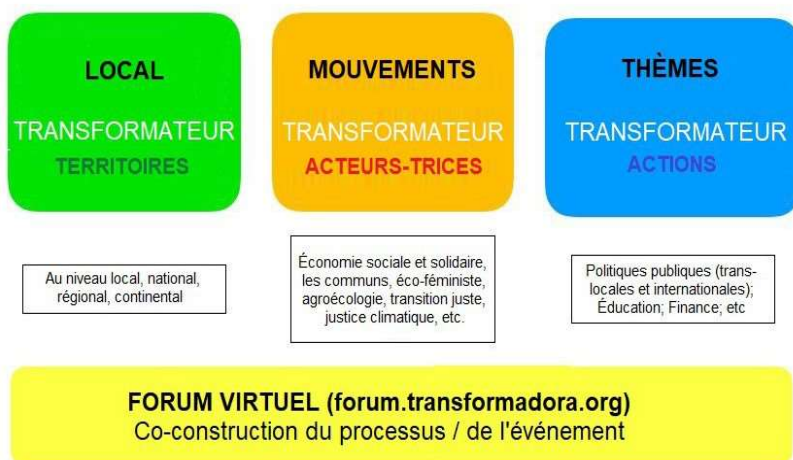 LOCAL
TRANSFORMATEUR
TERRITOIRES
MOUVEMENTS
TRANSFORMATEUR
ACTEURS-TRICES
THÈMES
TRANSFORMATEUR
ACTIONS
Au niveau local, national,
régional, continental
Économie sociale et solidaire,
les communs, éco-féministe,
agroécologie, transition juste,
justice climatique, etc.
Politiques publiques (trans-
locales et internationales);
Éducation; Finance; etc
FORUM VIRTUEL (forum.transformadora.org)
Co-construction du processus / de l'événement